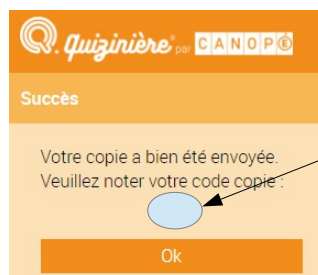 Quizinière par CANOPÉ
Succès
Votre copie a bien été envoyée.
Veuillez noter votre code copie :
Ok